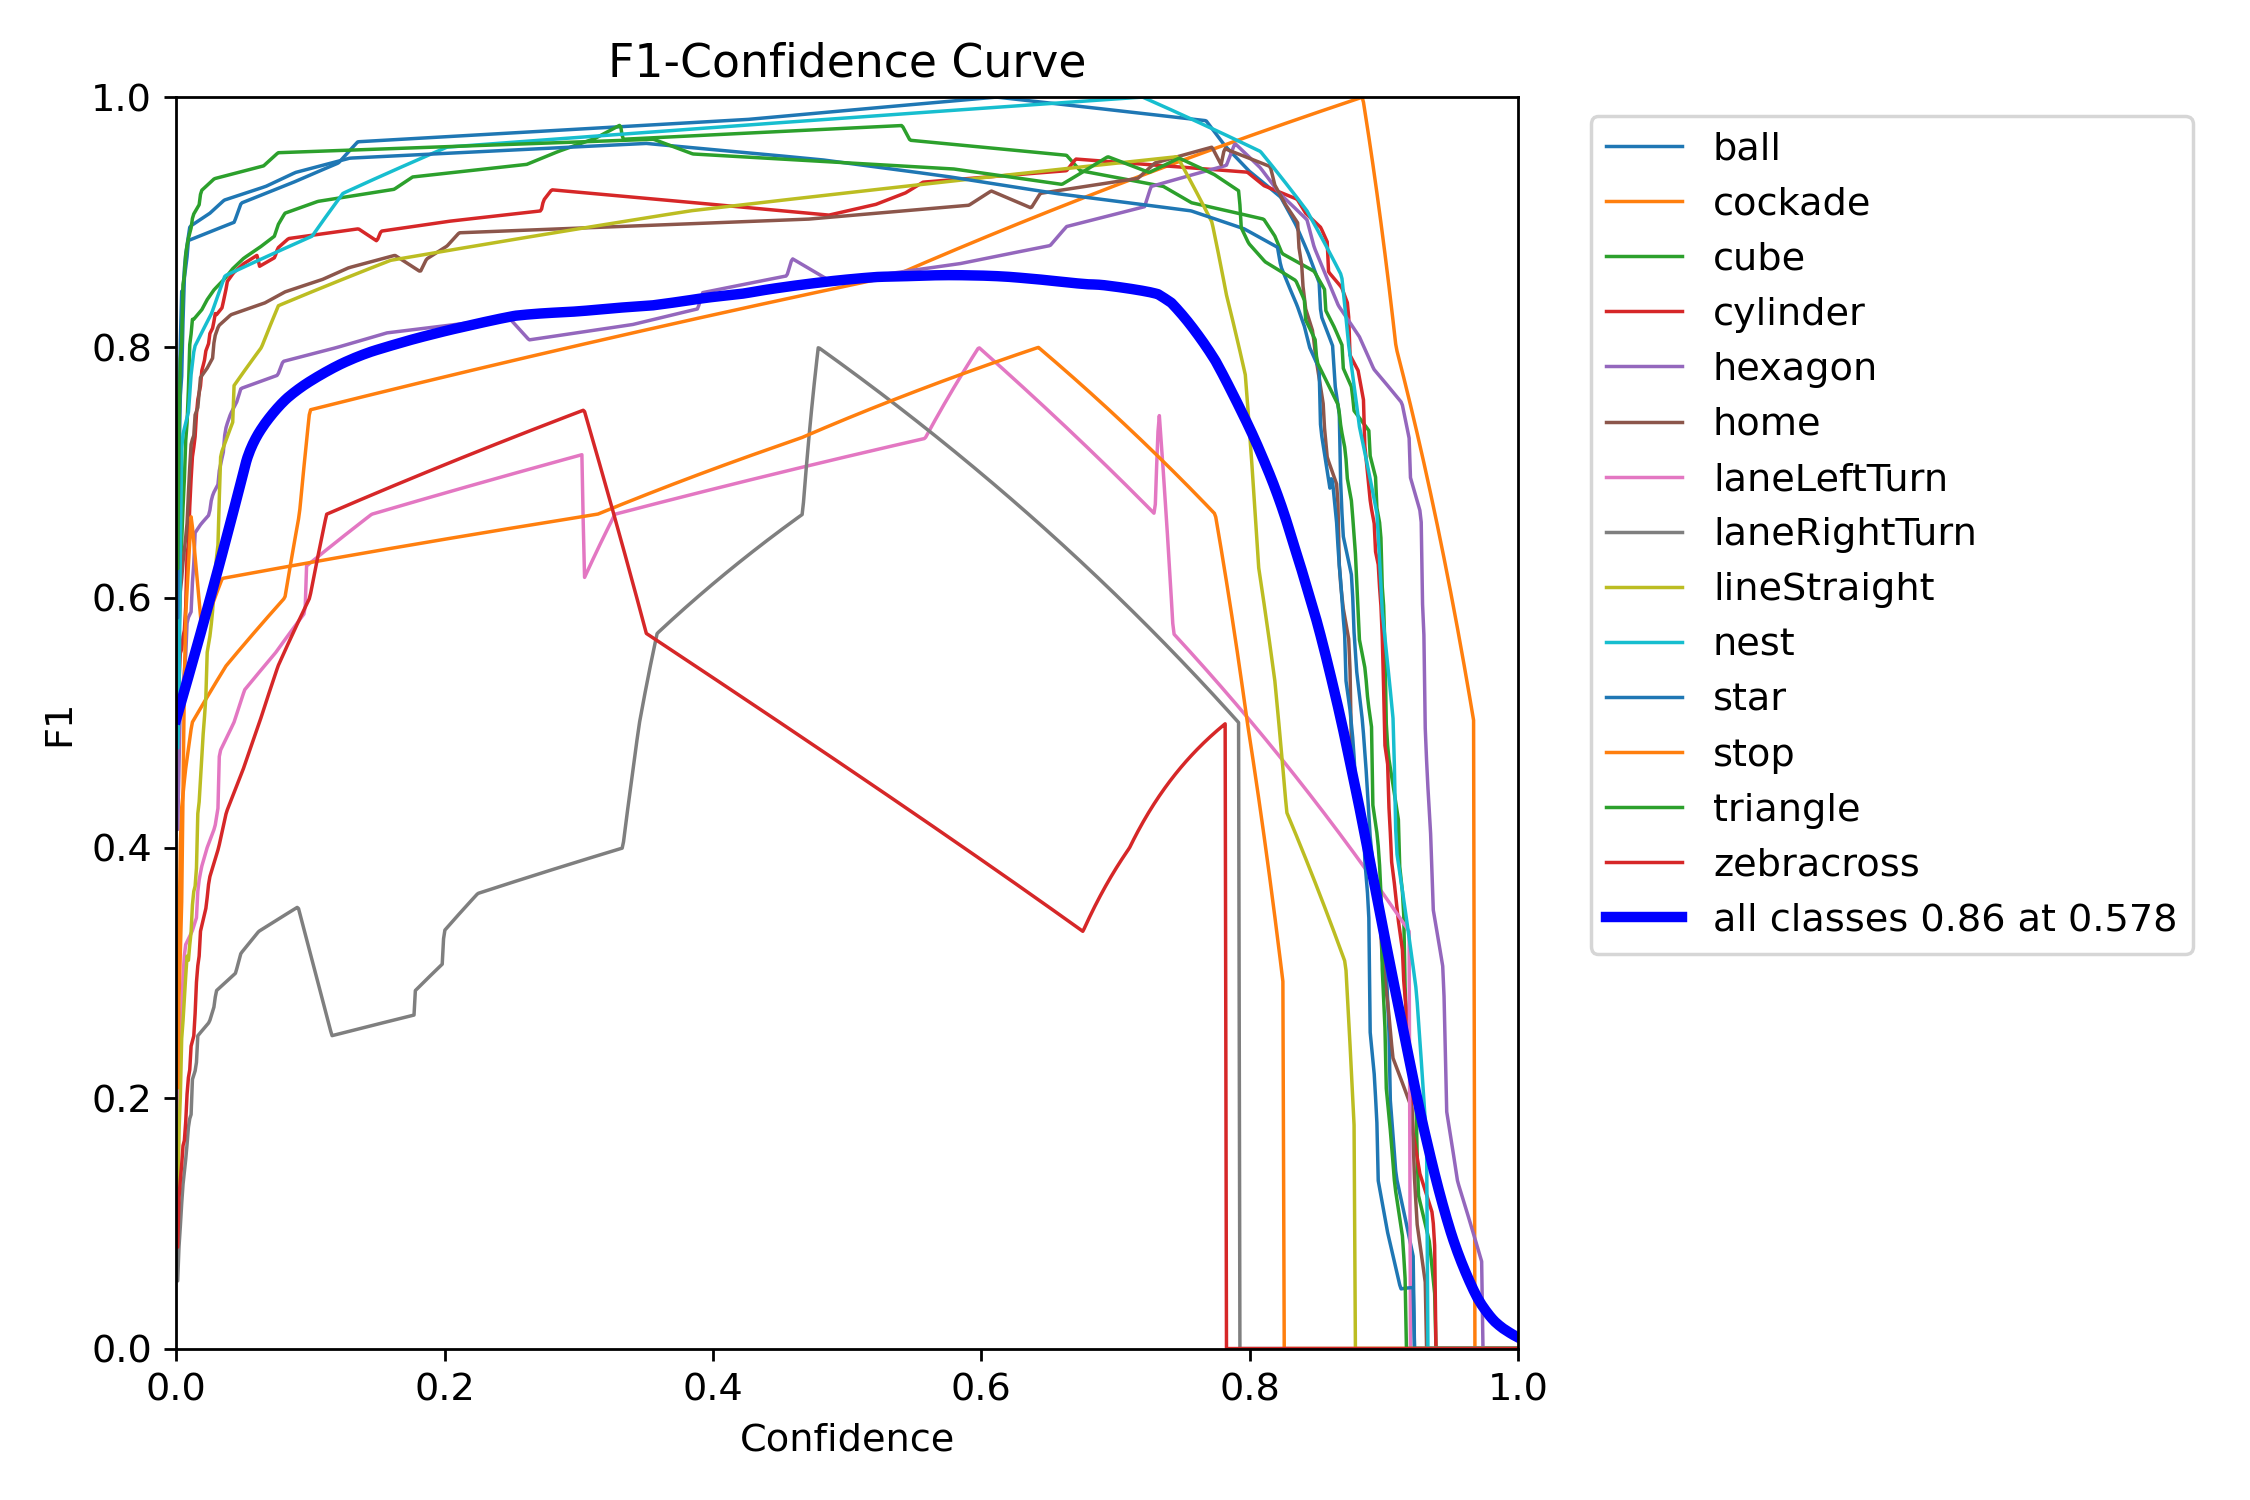 F1-Confidence Curve
1.0
0.8
0.6
0.4
0.2
0.0
F1
0.0 0.2 0.4 0.6 0.8 1.0
Confidence
ball
cockade
cube
cylinder
hexagon
home
laneLeftTurn
laneRightTurn
lineStraight
nest
star
stop
triangle
zebracross
all classes 0.86 at 0.578